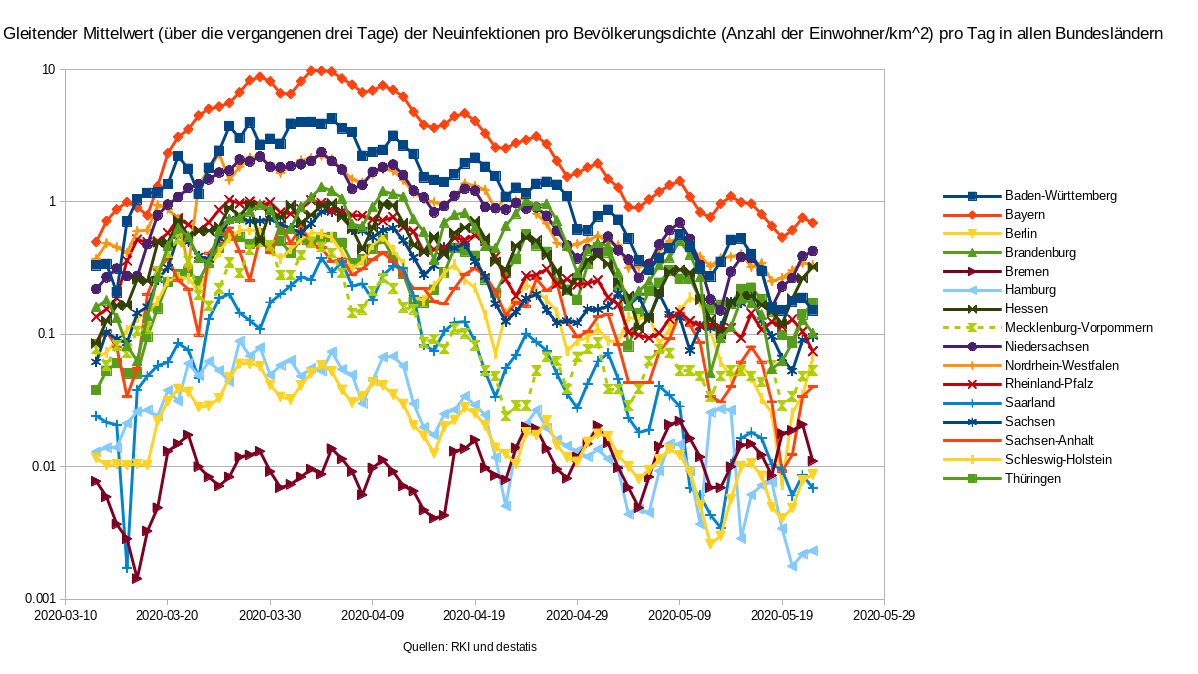 Gleitender Mittelwert (über die vergangenen drei Tage) der Neuinfektionen pro Bevölkerungsdichte (Anzahl der Einwohner/km^2) pro Tag in allen Bundesländern
10
1
0.1
0.01
0.001
2020-03-10
2020-03-20
2020-03-30
2020-04-09
2020-04-19
2020-04-29
2020-05-09
2020-05-19
2020-05-29
Quellen: RKI und destatis
Baden-Württemberg
Bayern
Berlin
Brandenburg
Bremen
Hamburg
Hessen
Mecklenburg-Vorpommern
Niedersachsen
Nordrhein-Westfalen
Rheinland-Pfalz
Saarland
Sachsen
Sachsen-Anhalt
Schleswig-Holstein
Thüringen